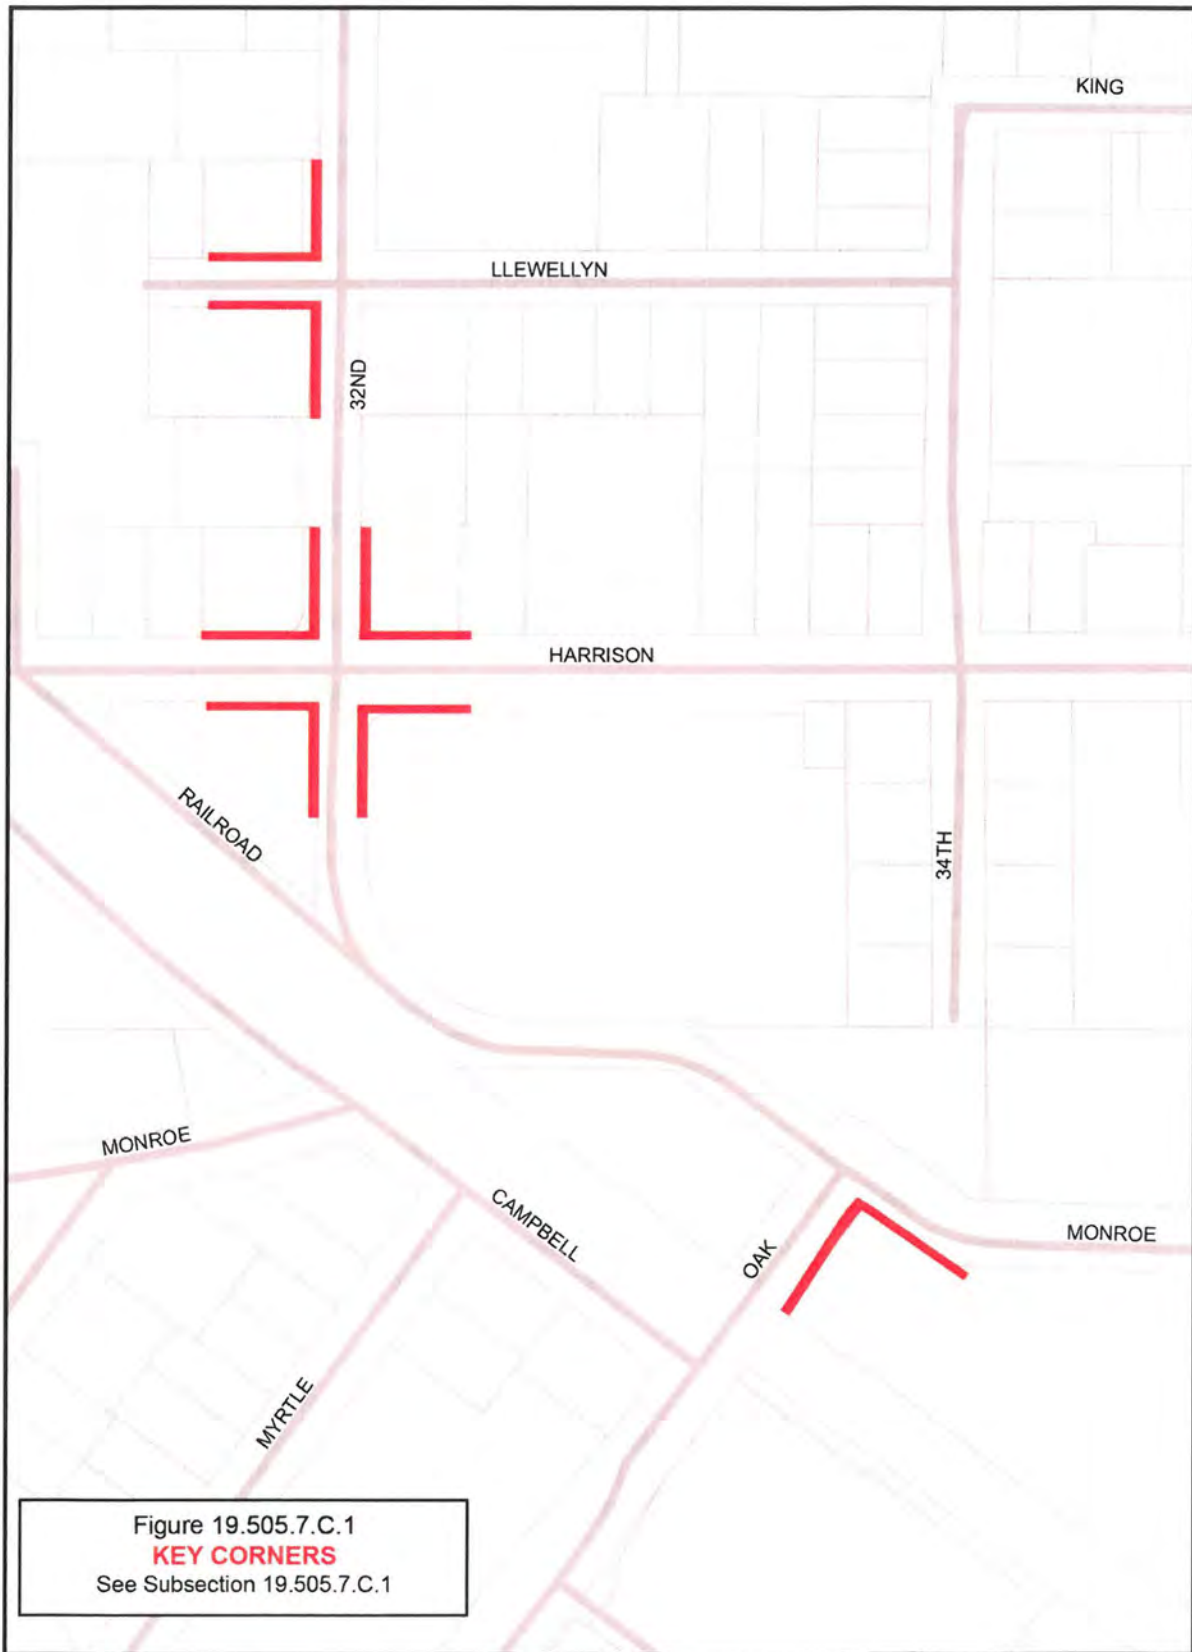 KING
LLEWELLYN
32ND
HARRISON
RAILROAD
34TH
MONROE
CAMPBELL
OAK
MONROE
MYRTLE
Figure 19.505.7.C.1
KEY CORNERS
See Subsection 19.505.7.C.1